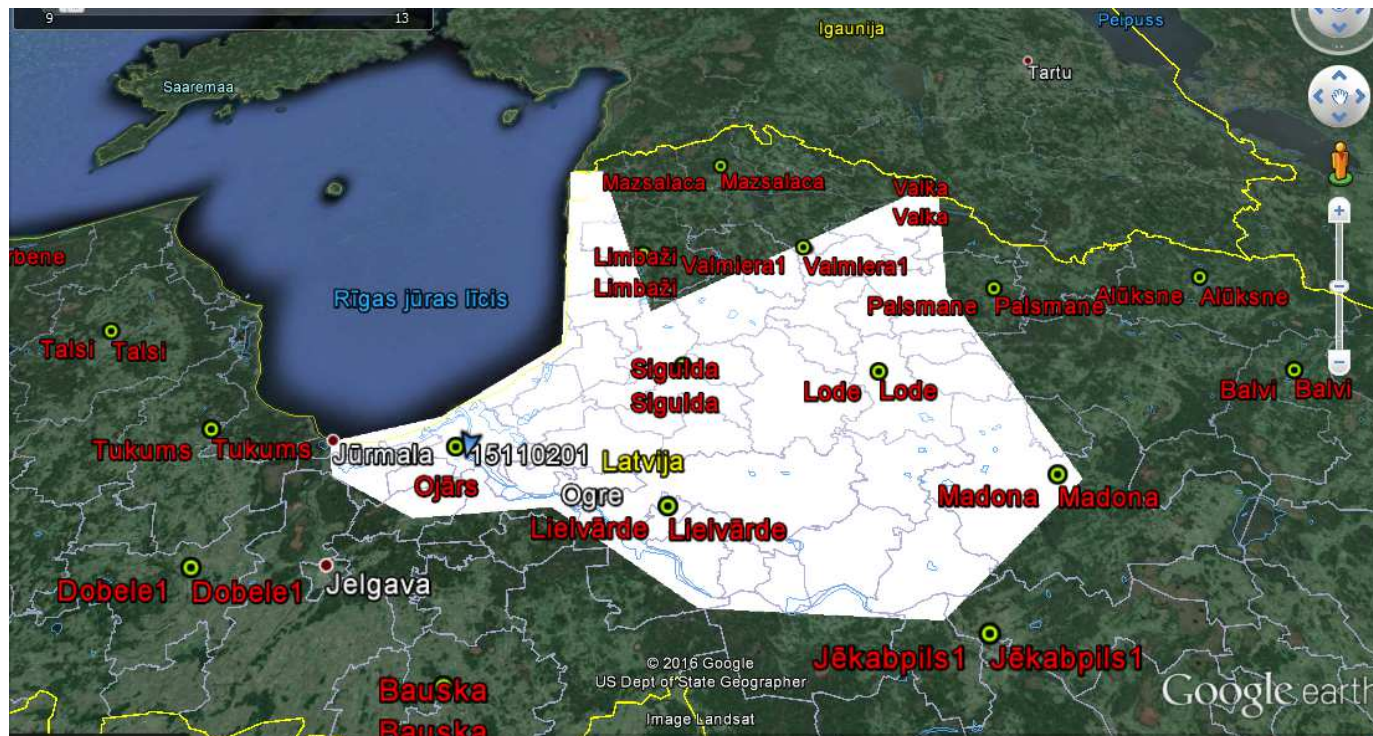 9 13
Igaunija
Peipuss
Tartu
Saaremaa
Mazsalaca Mazsalaca
Valka
Valka
Limbaži
Limbaži
Valmiera1 Valmiera1
Rīgas jūras līcis
Palsmane Palsmane
Alūksne Alūksne
Talsi Talsi
Sigulda
Sigulda
Lode Lode
Balvi Balvi
Tukums Tukums
Jūrmala
15110201
Latvija
Ojārs
Ogre
Madona Madona
Lielvārde Lielvārde
Dobele1 Dobele1
Jelgava
Jēkabpils1 Jēkabpils1
Bauska
Bauska
© 2016 Google
US Dept of State Geographer
Image Landsat
Google earth